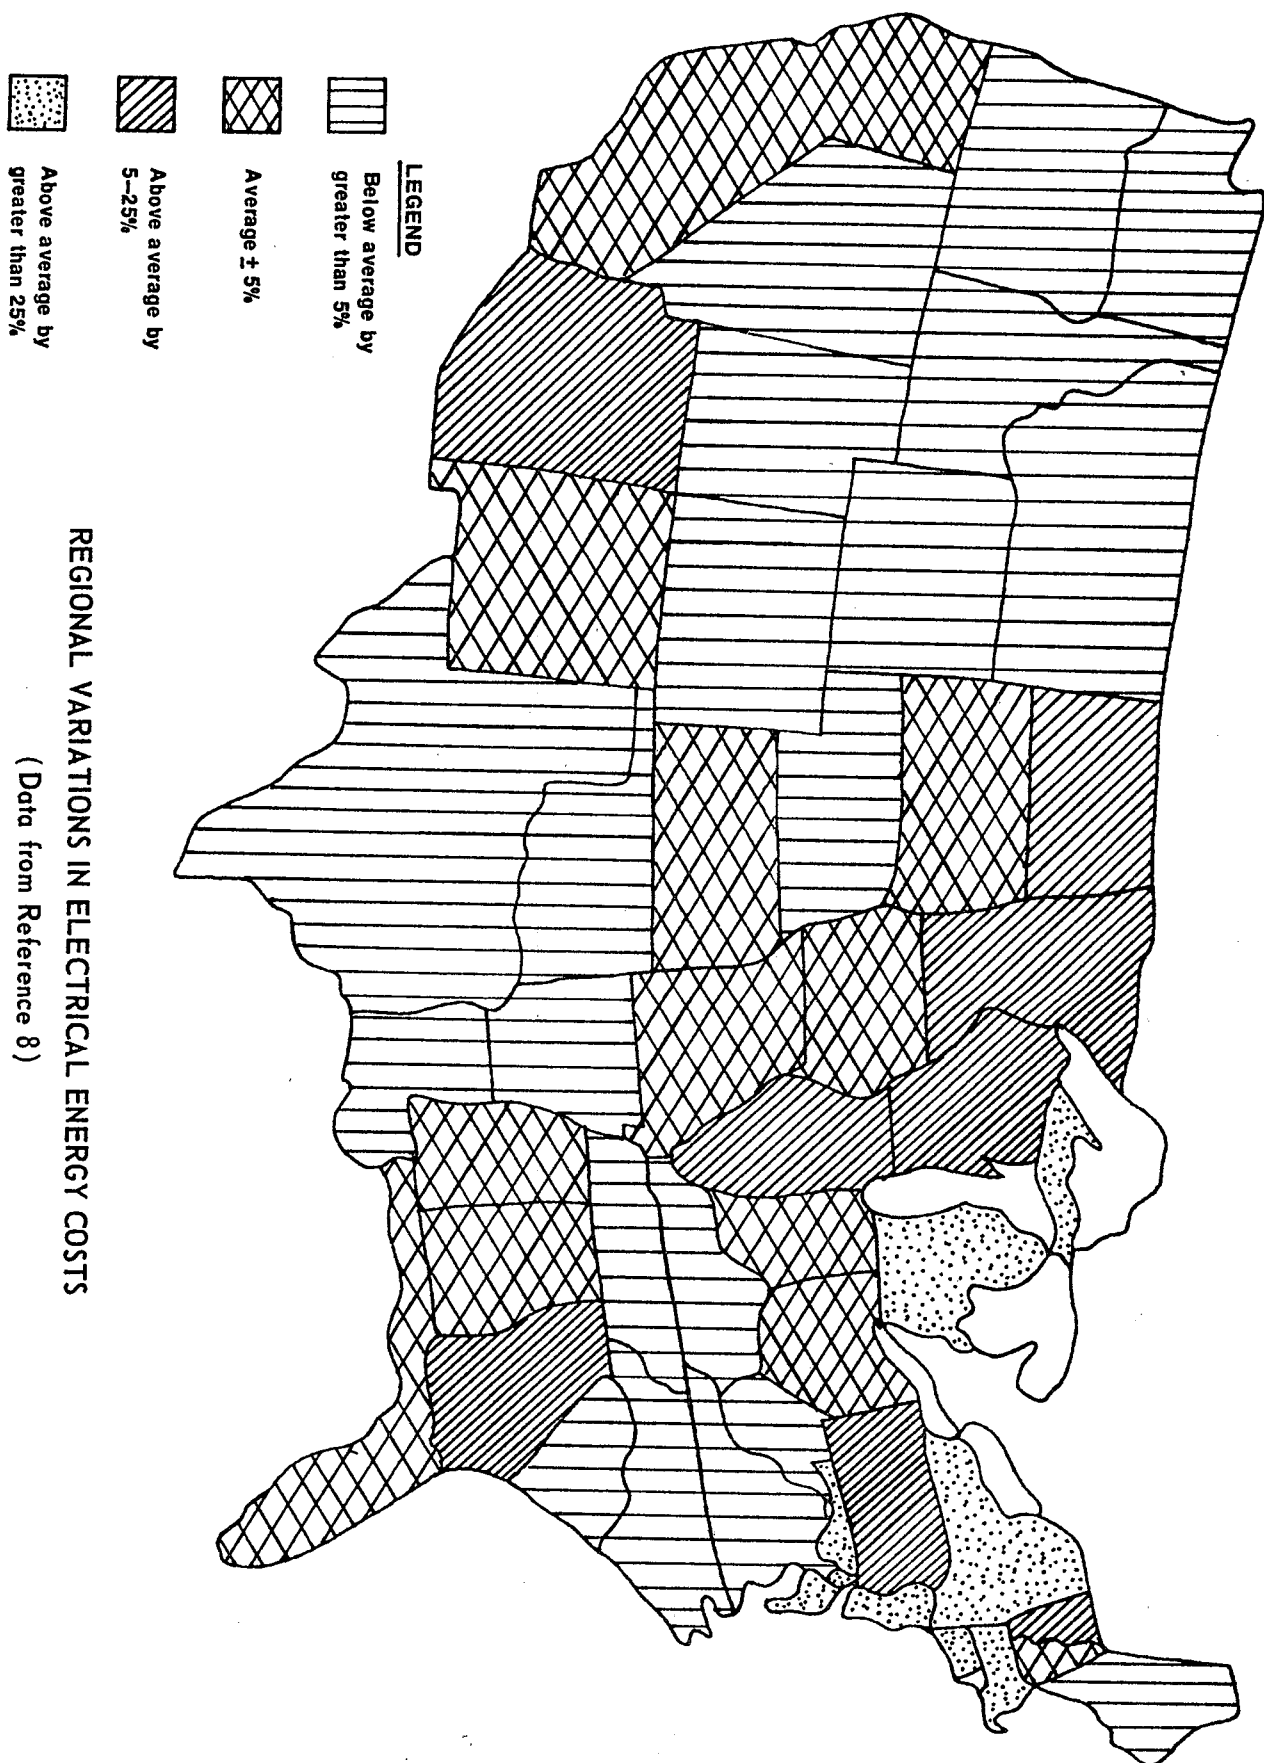 LEGEND
Below average by
greater than 5%
Average ± 5%
Above average by
5–25%
Above average by
greater than 25%
REGIONAL VARIATIONS IN ELECTRICAL ENERGY COSTS
(Data from Reference 8)